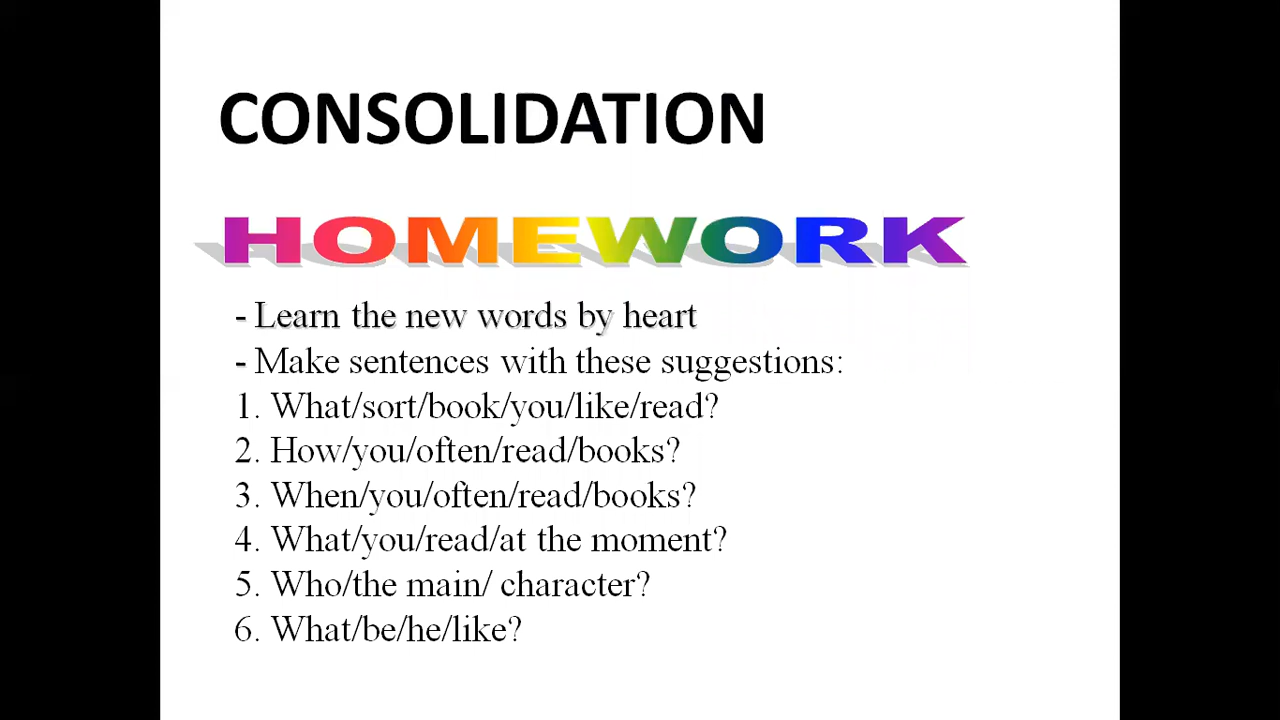 CONSOLIDATION
HOMEWORK
- Learn the new words by heart
- Make sentences with these suggestions:
1. What/sort/book/you/like/read?
2. How/you/often/read/books?
3. When/you/often/read/books?
4. What/you/read/at the moment?
5. Who/the main/ character?
6. What/be/he/like?